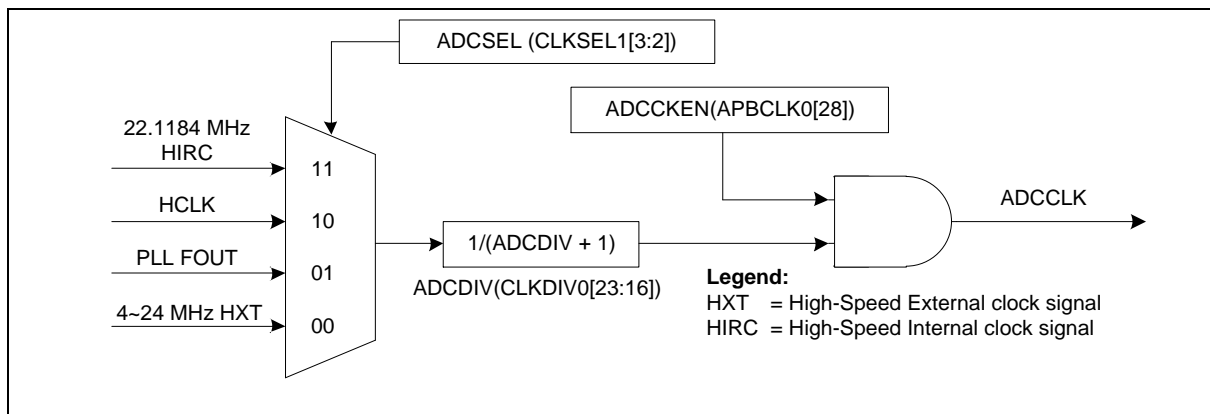 ADCSEL (CLKSEL1[3:2])
ADCCKEN(APBCLK0[28])
22.1184 MHz
HIRC
11
HCLK
10
PLL FOUT
01
4~24 MHz HXT
00
1/(ADCDIV + 1)
ADCDIV(CLKDIV0[23:16])
ADCCLK
Legend:
HXT = High-Speed External clock signal
HIRC = High-Speed Internal clock signal